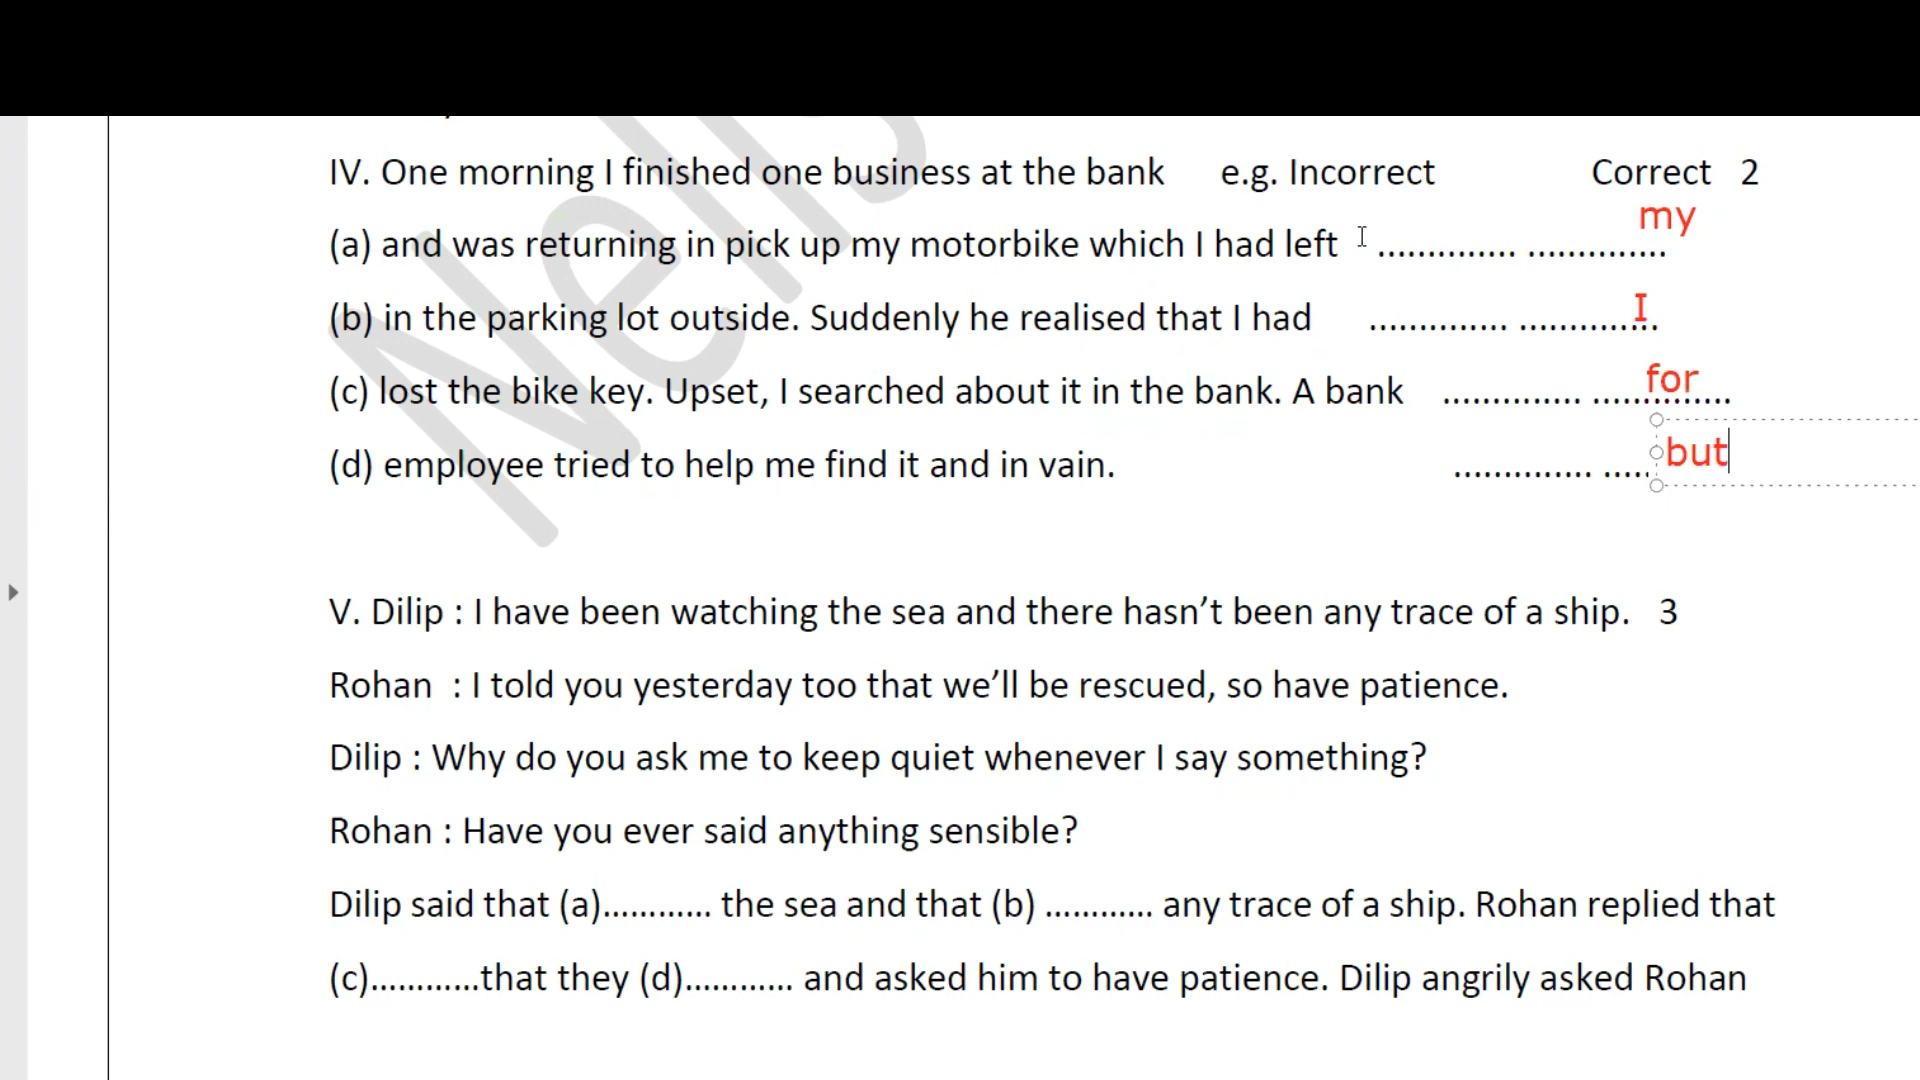 IV. One morning I finished one business at the bank e.g. Incorrect Correct 2
my
(a) and was returning in pick up my motorbike which I had left .............. ..............
(b) in the parking lot outside. Suddenly he realised that I had .............. .............. I
(c) lost the bike key. Upset, I searched about it in the bank. A bank .............. .............. for
(d) employee tried to help me find it and in vain. .............. ..... but
V. Dilip : I have been watching the sea and there hasn’t been any trace of a ship. 3
Rohan : I told you yesterday too that we’ll be rescued, so have patience.
Dilip : Why do you ask me to keep quiet whenever I say something?
Rohan : Have you ever said anything sensible?
Dilip said that (a)............ the sea and that (b) ............ any trace of a ship. Rohan replied that
(c)............that they (d)............ and asked him to have patience. Dilip angrily asked Rohan